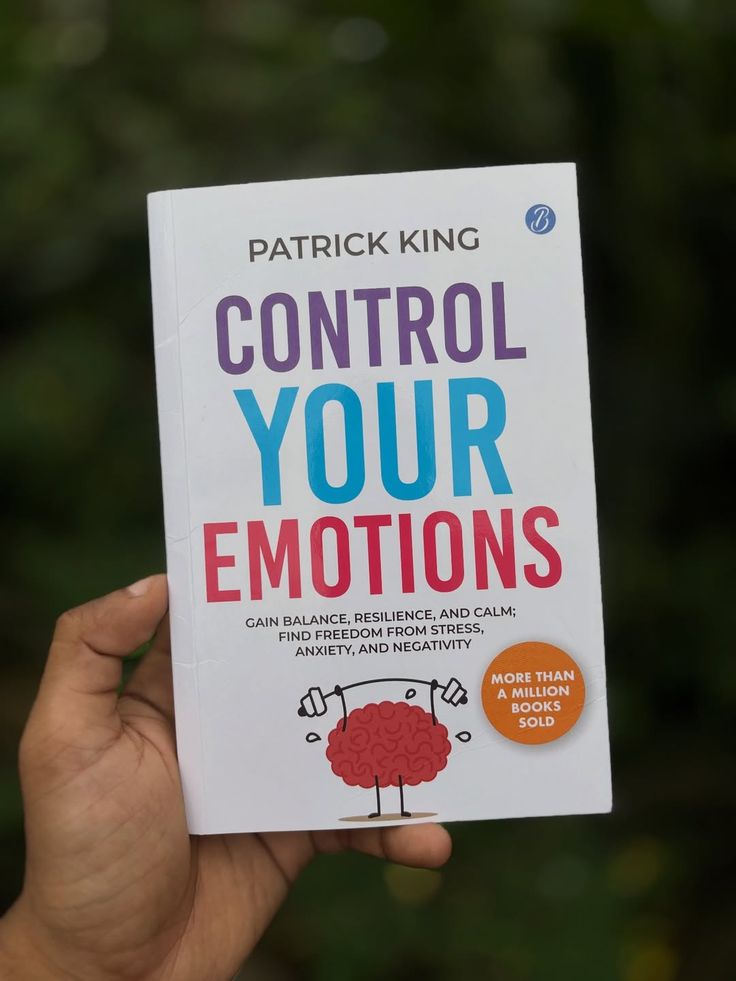 B
PATRICK KING
CONTROL
YOUR
EMOTIONS
GAIN BALANCE, RESILIENCE, AND CALM;
FIND FREEDOM FROM STRESS,
ANXIETY, AND NEGATIVITY
MORE THAN
A MILLION
BOOKS
SOLD